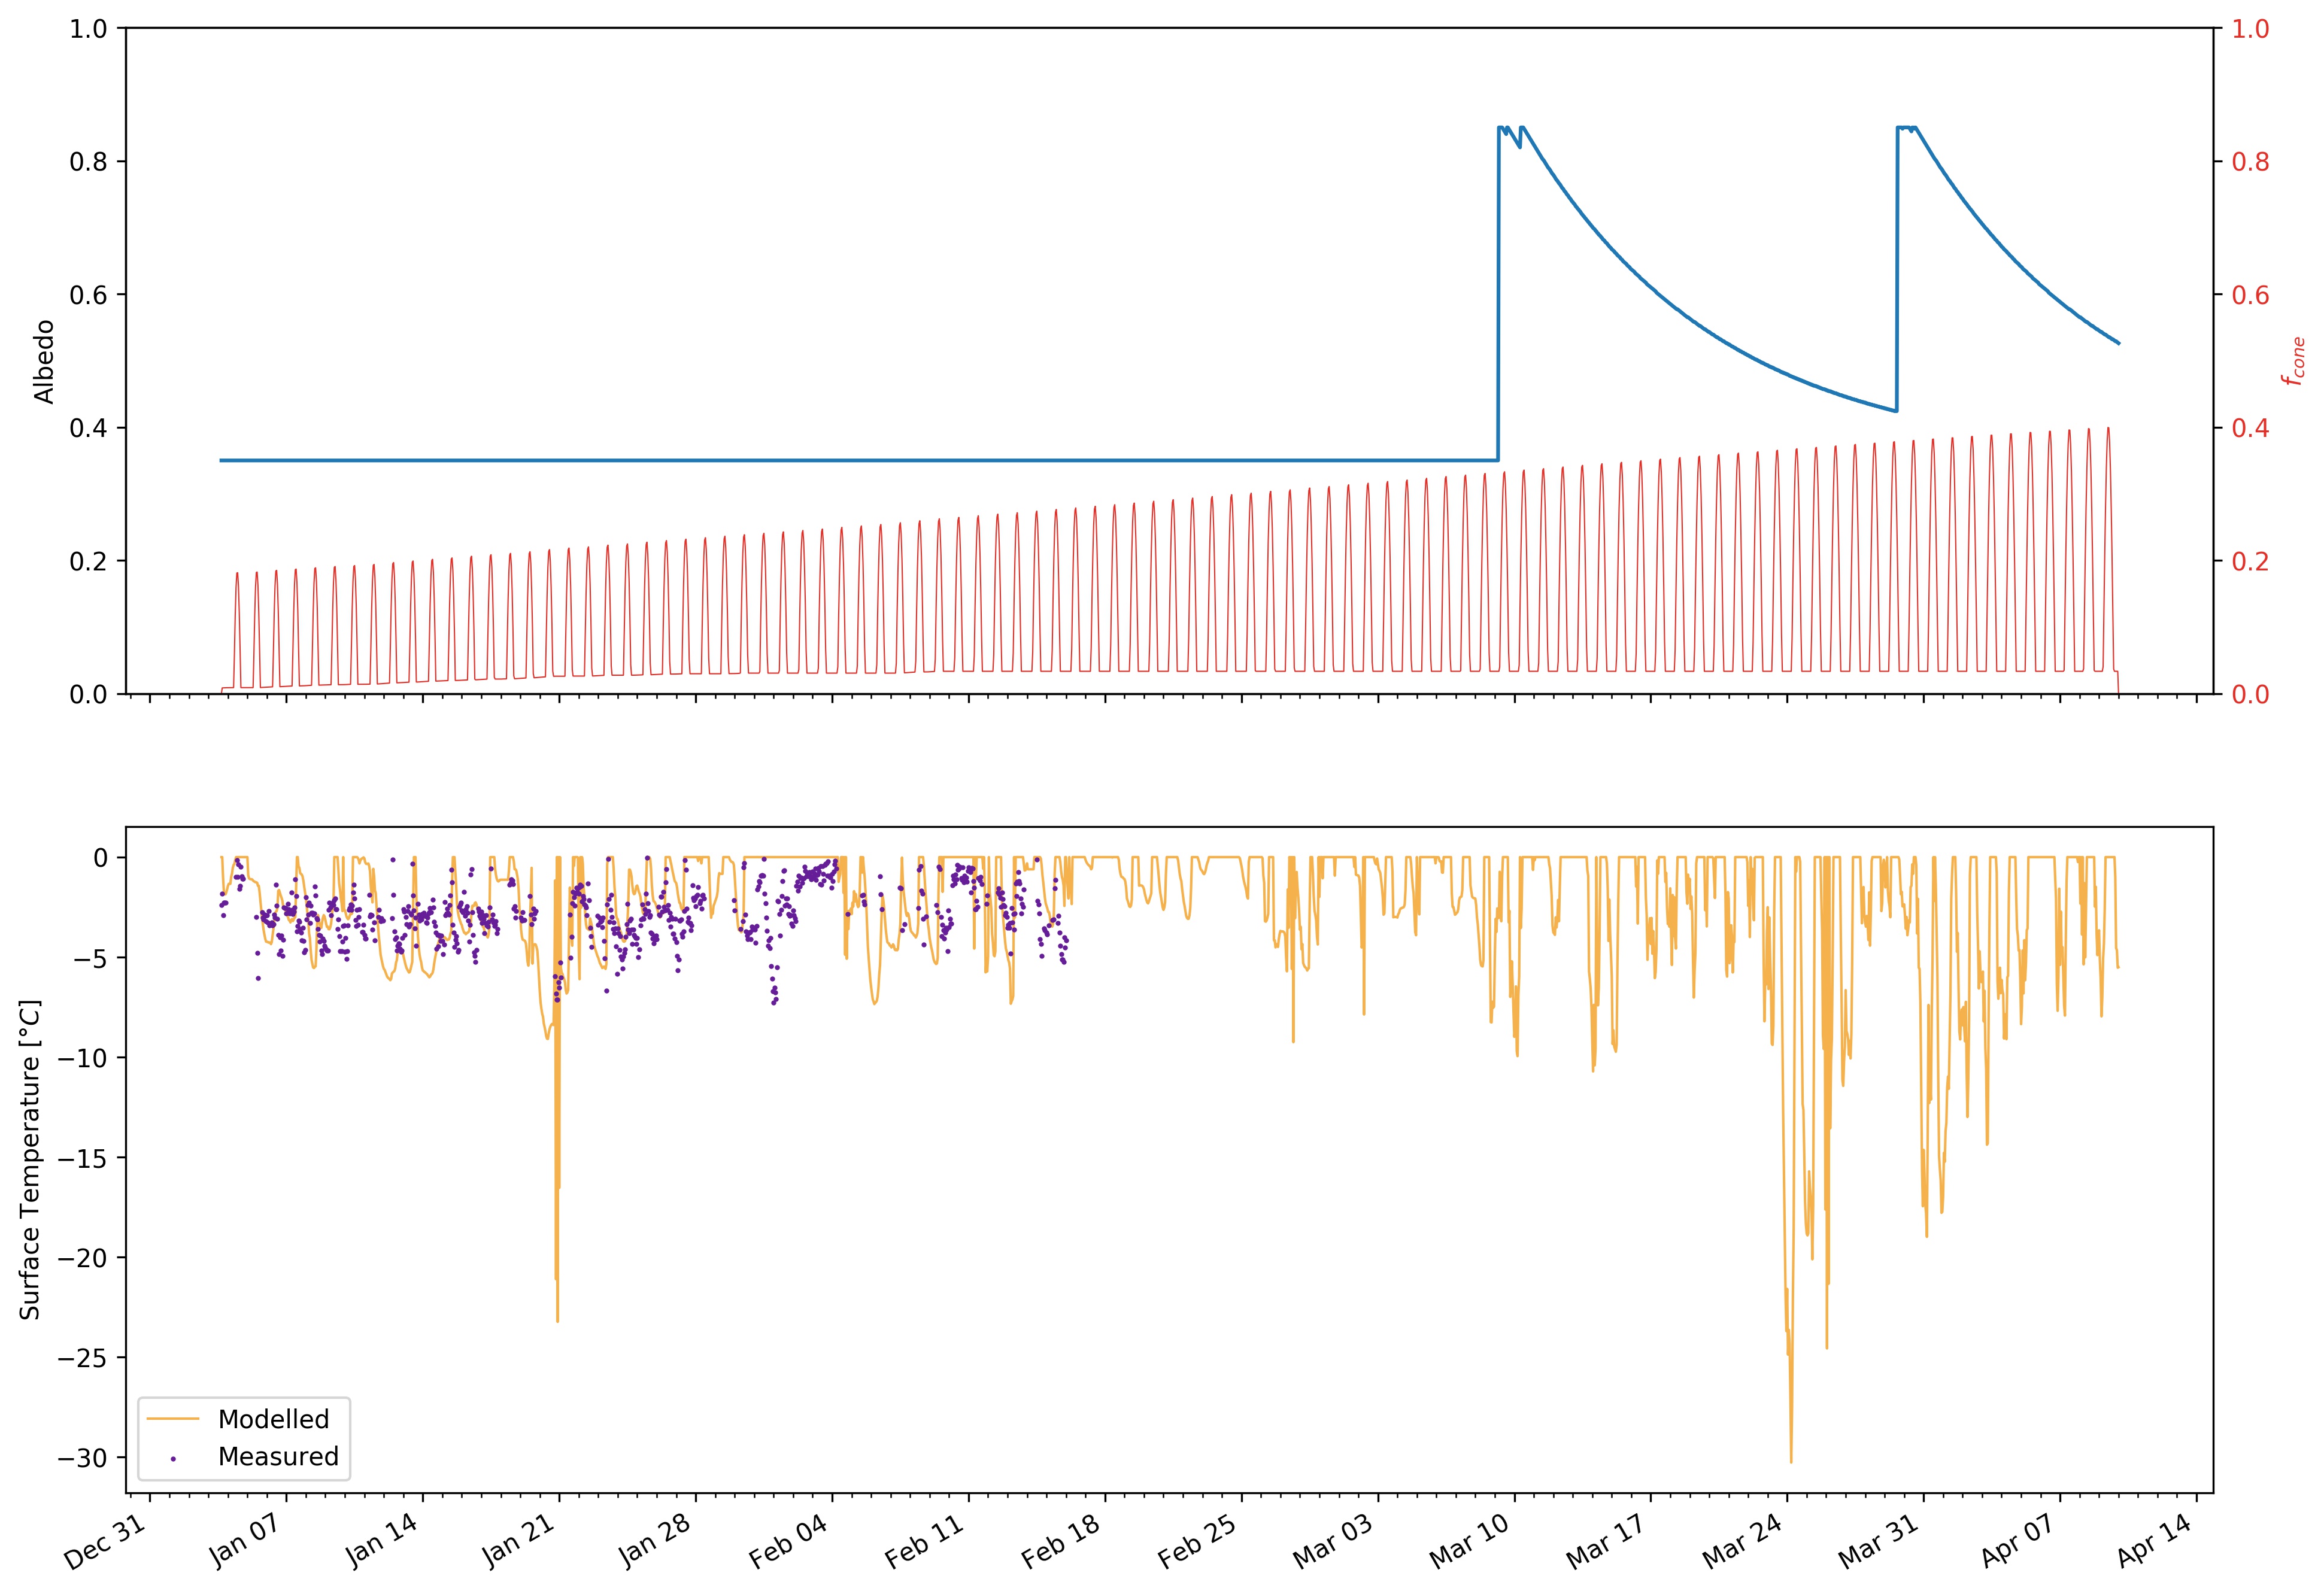 1.0
0.8
0.6
0.4
0.2
0.0
Albedo
1.0
0.8
0.6
0.4
0.2
0.0
f_cone
0
−5
−10
−15
−20
−25
−30
Surface Temperature [°C]
Modelled
Measured
Dec 31
Jan 07
Jan 14
Jan 21
Jan 28
Feb 04
Feb 11
Feb 18
Feb 25
Mar 03
Mar 10
Mar 17
Mar 24
Mar 31
Apr 07
Apr 14